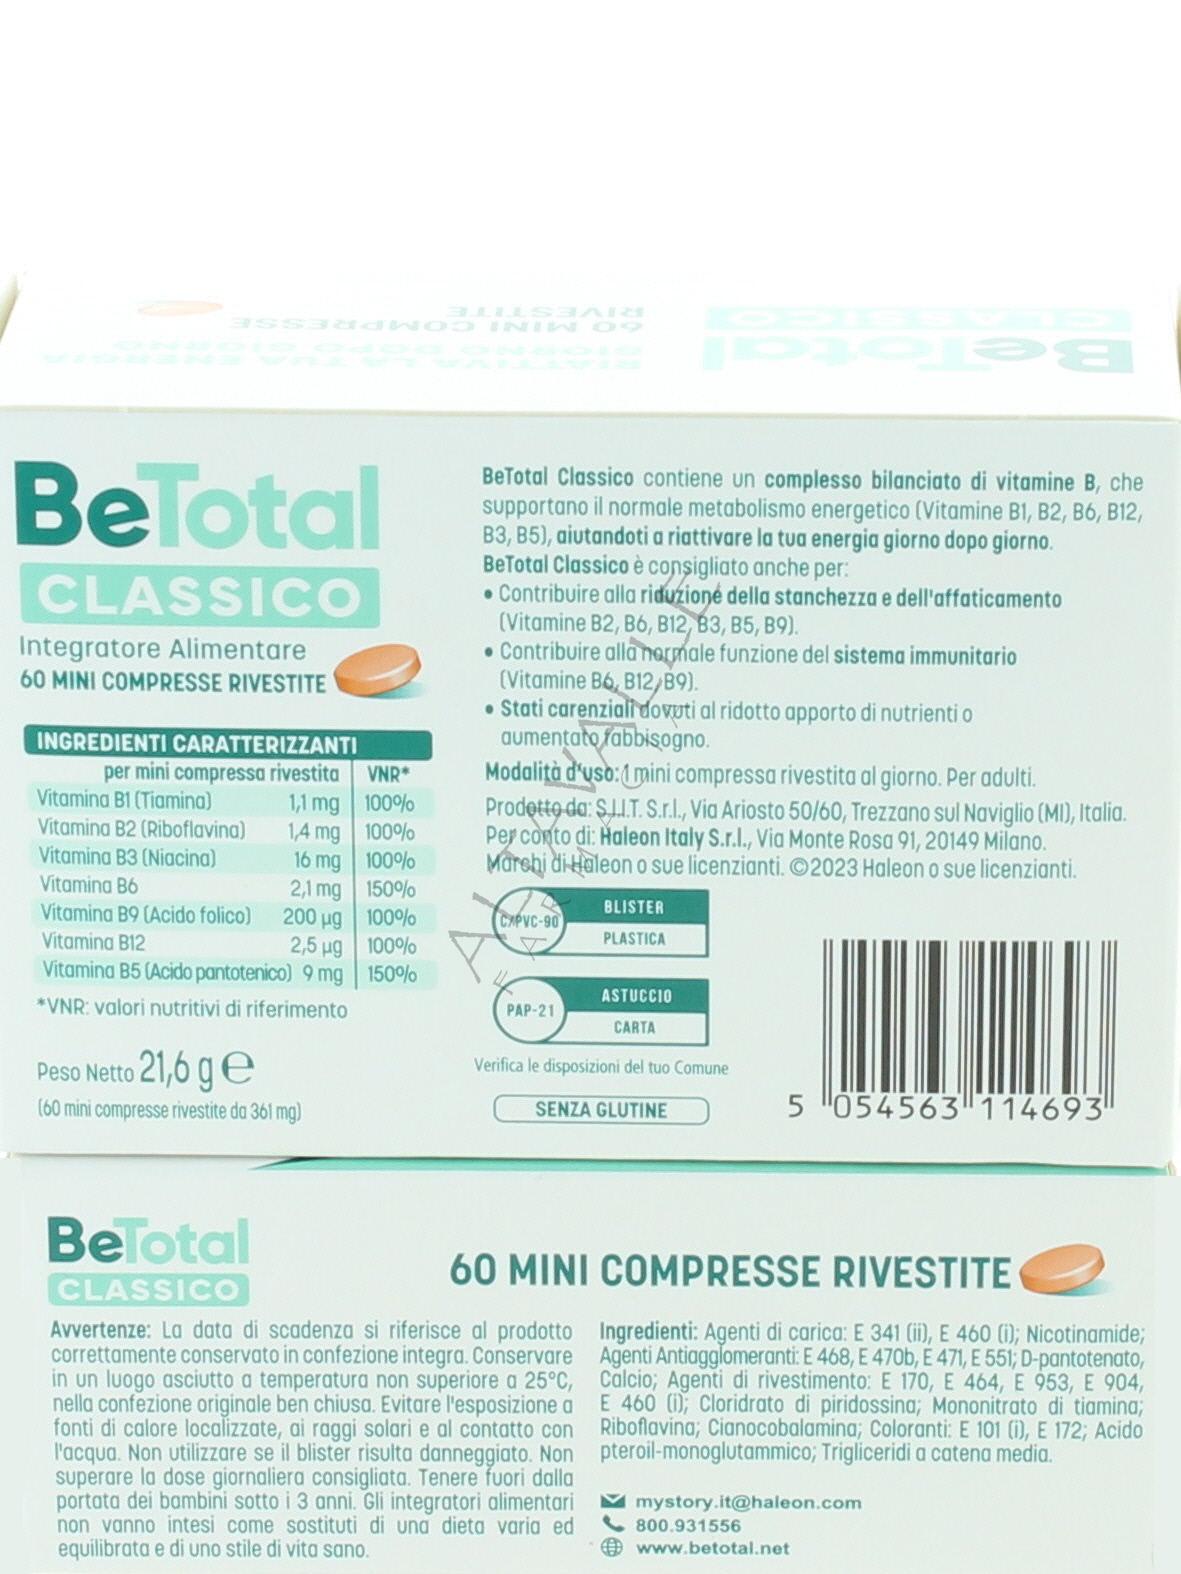 BeTotal
CLASSICO
60 MINI COMPRESSE
RIVESTITE
RIATTIVA LA TUA ENERGIA
GIORNO DOPO GIORNO
BeTotal
CLASSICO
Integratore Alimentare
60 MINI COMPRESSE RIVESTITE
INGREDIENTI CARATTERIZZANTI
per mini compressa rivestita VNR*
Vitamina B1 (Tiamina) 1,1 mg 100%
Vitamina B2 (Riboflavina) 1,4 mg 100%
Vitamina B3 (Niacina) 16 mg 100%
Vitamina B6 2,1 mg 150%
Vitamina B9 (Acido folico) 200 µg 100%
Vitamina B12 2,5 µg 100%
Vitamina B5 (Acido pantotenico) 9 mg 150%
*VNR: valori nutritivi di riferimento
Peso Netto 21,6 g ℮
(60 mini compresse rivestite da 361 mg)
BeTotal Classico contiene un complesso bilanciato di vitamine B, che
supportano il normale metabolismo energetico (Vitamine B1, B2, B6, B12,
B3, B5), aiutandoti a riattivare la tua energia giorno dopo giorno.
BeTotal Classico è consigliato anche per:
• Contribuire alla riduzione della stanchezza e dell'affaticamento
(Vitamine B2, B6, B12, B3, B5, B9).
• Contribuire alla normale funzione del sistema immunitario
(Vitamine B6, B12, B9).
• Stati carenziali dovuti al ridotto apporto di nutrienti o
aumentato fabbisogno.
Modalità d'uso: 1 mini compressa rivestita al giorno. Per adulti.
Prodotto da: S.I.I.T. S.r.l., Via Ariosto 50/60, Trezzano sul Naviglio (MI), Italia.
Per conto di: Haleon Italy S.r.l., Via Monte Rosa 91, 20149 Milano.
Marchi di Haleon o sue licenzianti. ©2023 Haleon o sue licenzianti.
C/PVC-90 BLISTER
PLASTICA
PAP-21 ASTUCCIO
CARTA
Verifica le disposizioni del tuo Comune
SENZA GLUTINE
5 054563 114693
ALTAVALLE
FARMACIA
BeTotal
CLASSICO
60 MINI COMPRESSE RIVESTITE
Avvertenze: La data di scadenza si riferisce al prodotto
correttamente conservato in confezione integra. Conservare
in un luogo asciutto a temperatura non superiore a 25°C,
nella confezione originale ben chiusa. Evitare l'esposizione a
fonti di calore localizzate, ai raggi solari e al contatto con
l'acqua. Non utilizzare se il blister risulta danneggiato. Non
superare la dose giornaliera consigliata. Tenere fuori dalla
portata dei bambini sotto i 3 anni. Gli integratori alimentari
non vanno intesi come sostituti di una dieta varia ed
equilibrata e di uno stile di vita sano.
Ingredienti: Agenti di carica: E 341 (ii), E 460 (i); Nicotinamide;
Agenti Antiagglomeranti: E 468, E 470b, E 471, E 551; D-pantotenato,
Calcio; Agenti di rivestimento: E 170, E 464, E 953, E 904,
E 460 (i); Cloridrato di piridossina; Mononitrato di tiamina;
Riboflavina; Cianocobalamina; Coloranti: E 101 (i), E 172; Acido
pteroil-monoglutammico; Trigliceridi a catena media.
mystory.it@haleon.com
800.931556
www.betotal.net